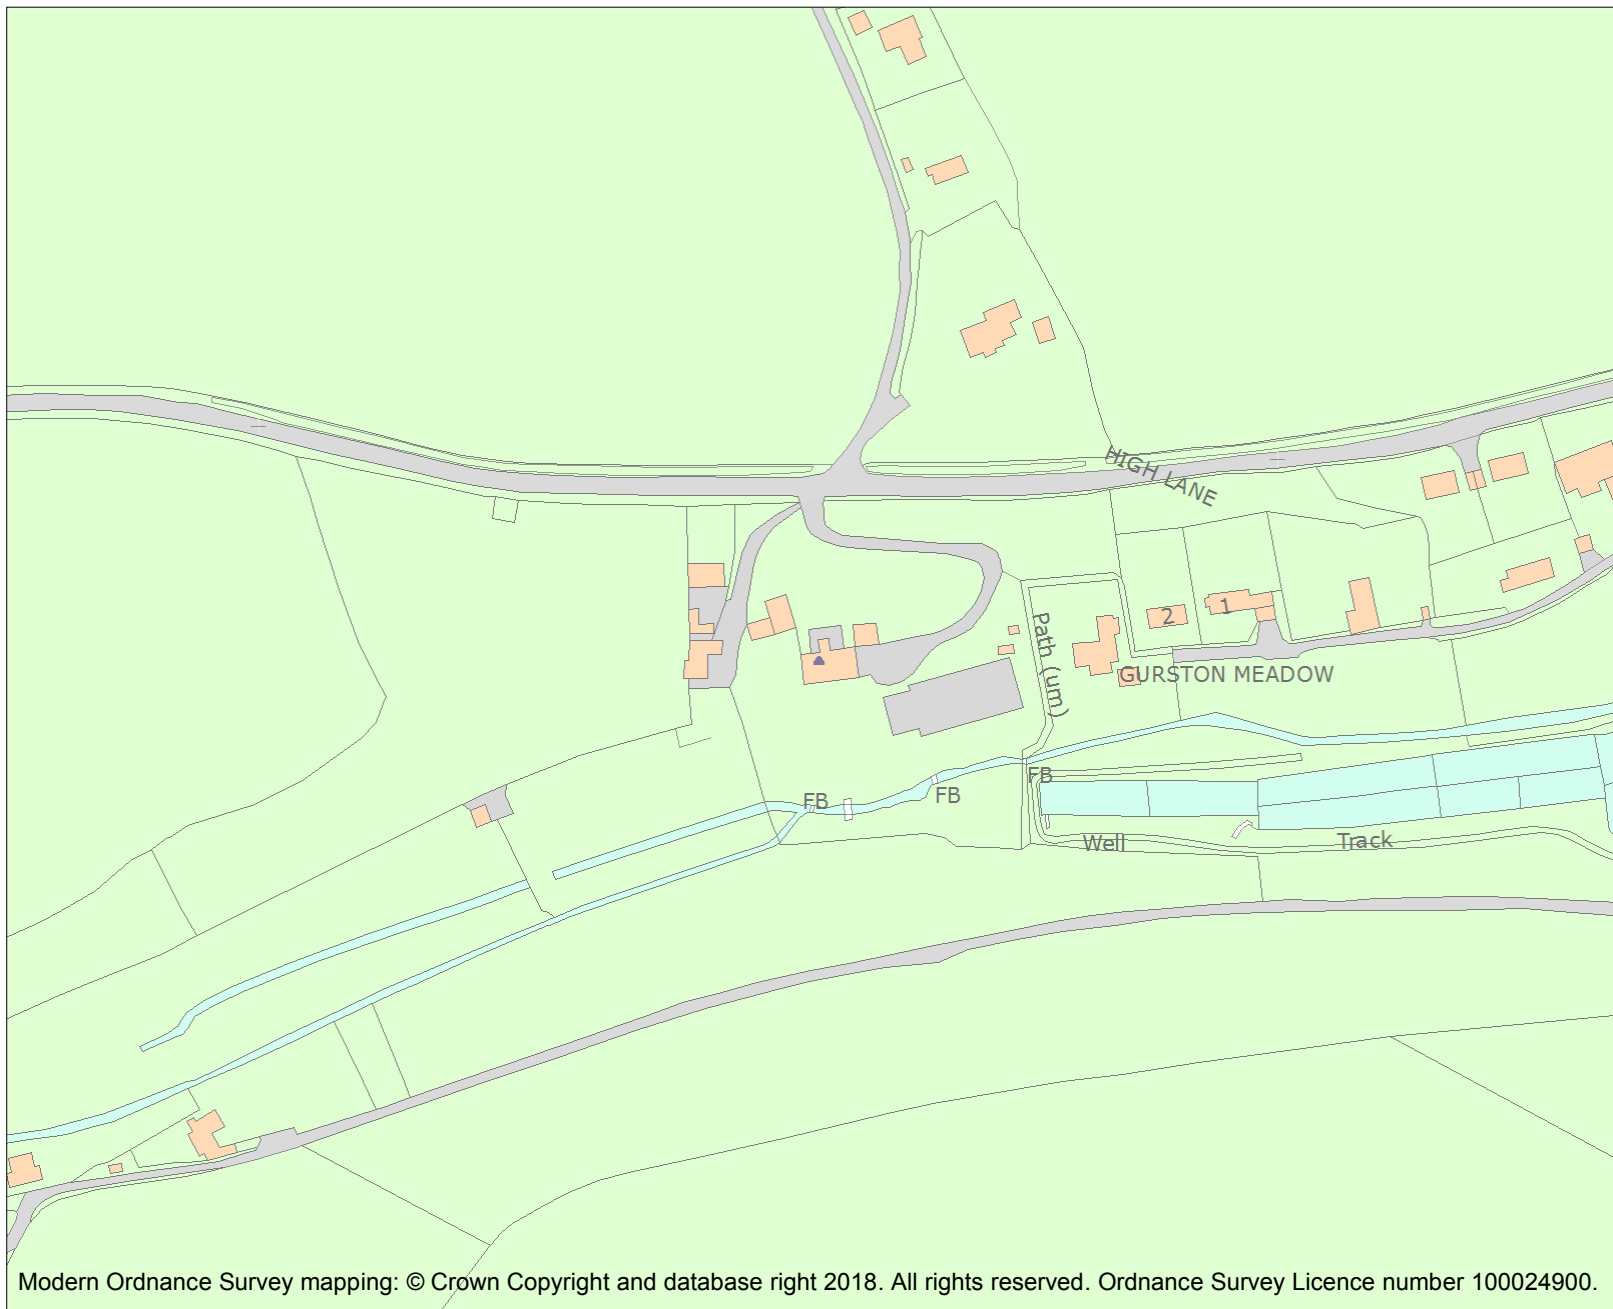 HIGH LANE
2
1
Path (um)
GURSTON MEADOW
FB
FB
FB
Well
Track
Modern Ordnance Survey mapping: © Crown Copyright and database right 2018. All rights reserved. Ordnance Survey Licence number 100024900.